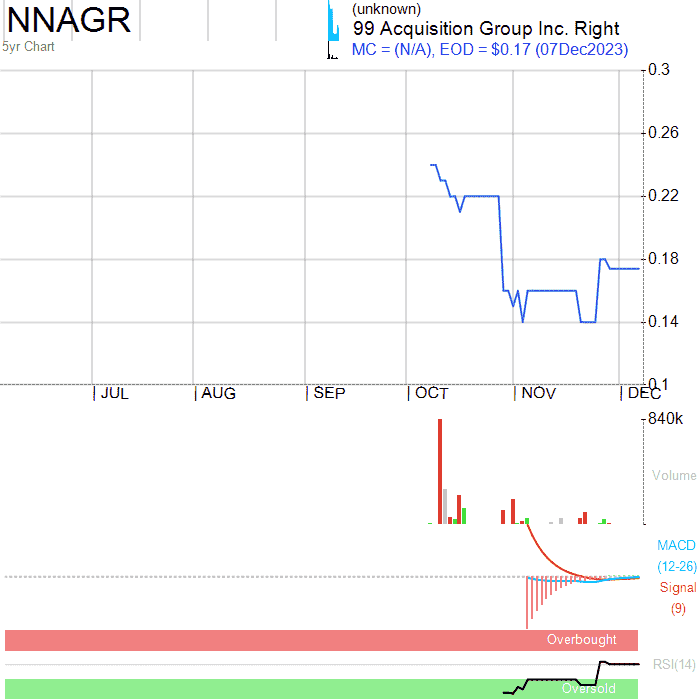 NNAGR
(unknown)
99 Acquisition Group Inc. Right
5yr Chart
MC = (N/A), EOD = $0.17 (07Dec2023)
0.3
0.26
0.22
0.18
0.14
0.1
JUL AUG SEP OCT NOV DEC
840k
Volume
MACD
(12-26)
Signal
(9)
Overbought
RSI(14)
Oversold